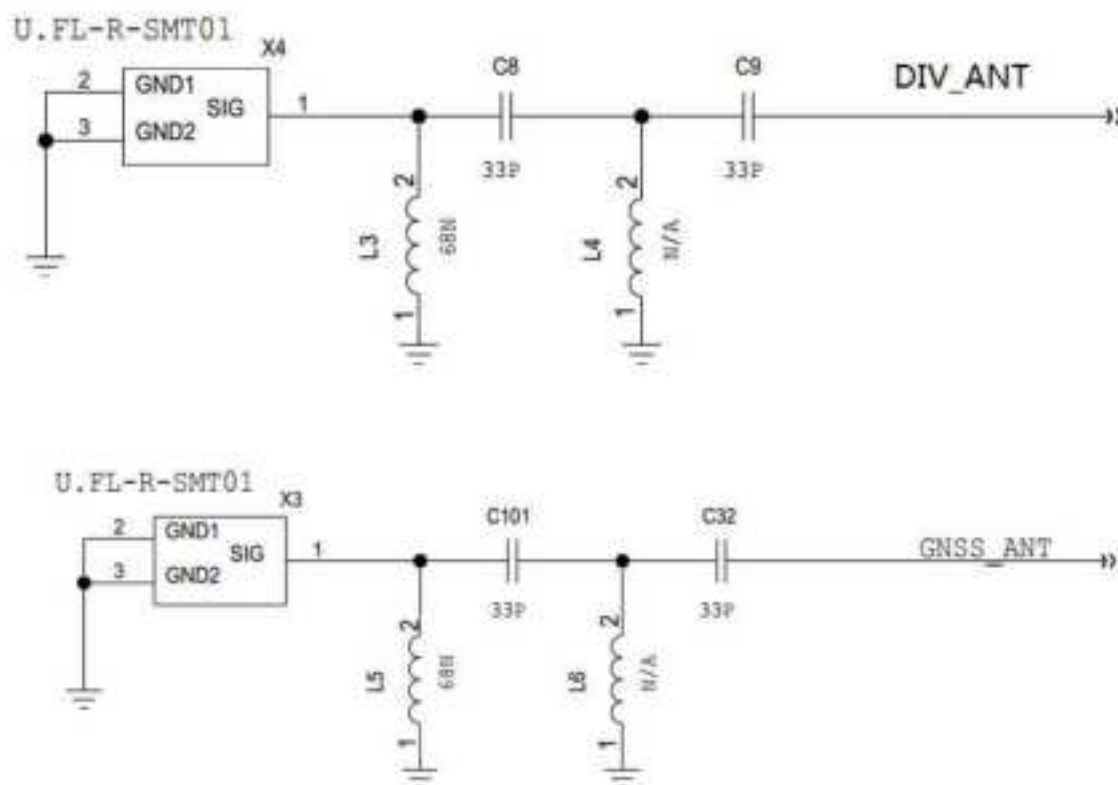 U.FL-R-SMT01
X4
C8
C9
DIV_ANT
2
GND1
SIG
1
3
GND2
33P
33P
2
2
L3
68N
L4
N/A
1
1
U.FL-R-SMT01
X3
C101
C32
2
GND1
SIG
1
GNSS_ANT
3
GND2
33P
33P
2
2
L5
68N
L6
N/A
1
1